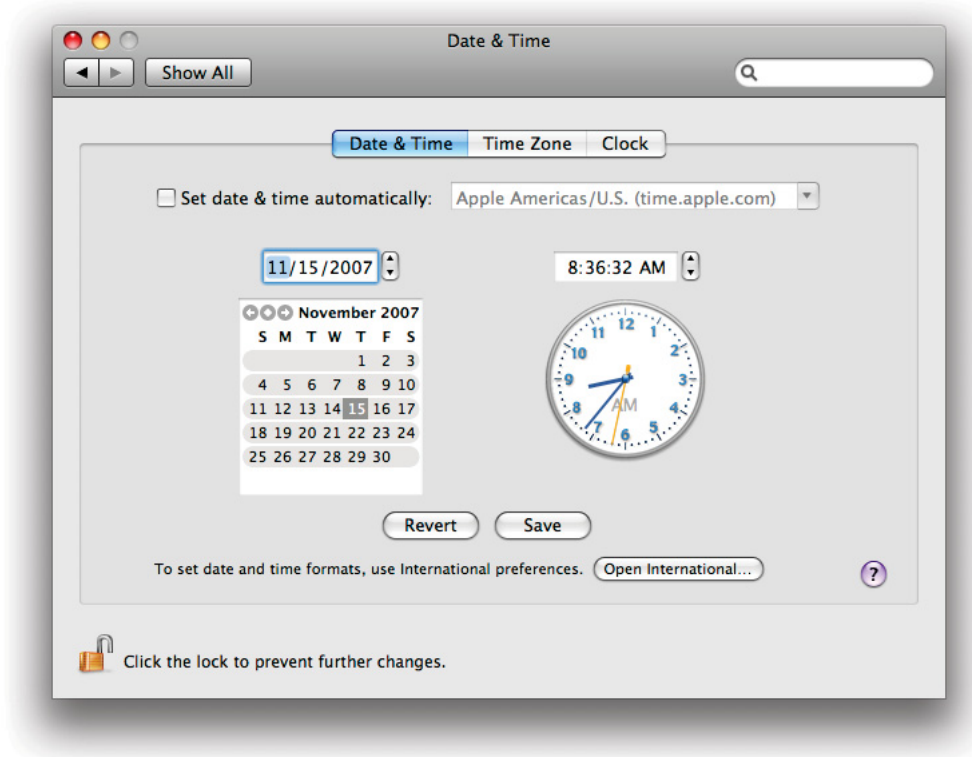 Date & Time
Show All
Date & Time Time Zone Clock
Set date & time automatically: Apple Americas/U.S. (time.apple.com)
11/15/2007 8:36:32 AM
November 2007
S M T W T F S
1 2 3
4 5 6 7 8 9 10
11 12 13 14 15 16 17
18 19 20 21 22 23 24
25 26 27 28 29 30
12 1 2 3 4 5 6 7 8 9 10 11
AM
Revert Save
To set date and time formats, use International preferences. Open International...
?
Click the lock to prevent further changes.